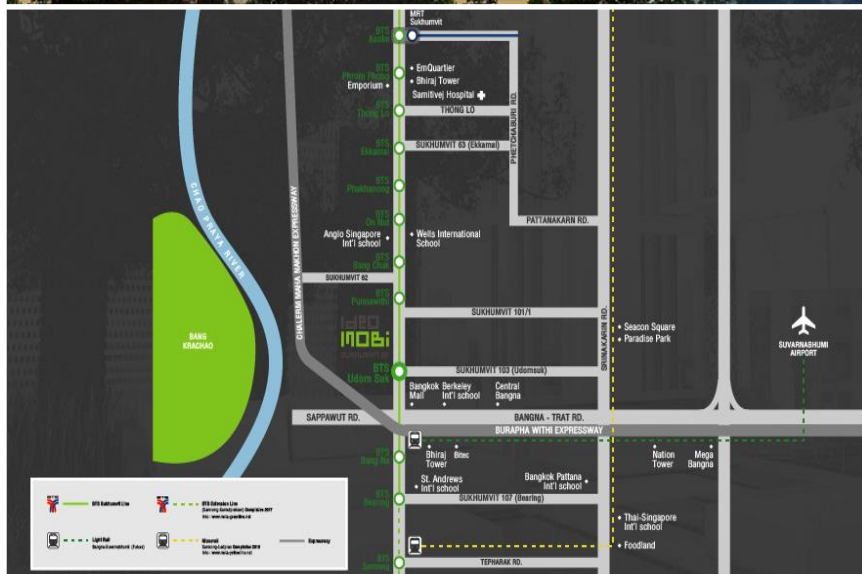 MRT
Sukhumvit
BTS
Asoke
BTS
Phrom Phong
EmQuartier
Bhiraj Tower
Emporium
Samitivej Hospital
BTS
Thong Lo
THONG LO
PHETCHABURI RD.
BTS
Ekkamai
SUKHUMVIT 63 (Ekkamai)
BTS
Phakhanong
CHAO PRAYA RIVER
CHALERM MAHA NAKHON EXPRESSWAY
BTS
On Nut
PATTANAKARN RD.
Anglo Singapore
Int'l school
Wells International
School
BTS
Bang Chak
SUKHUMVIT 62
BTS
Punnawithi
SUKHUMVIT 101/1
SRINAKARIN RD.
ideo
MOBI
Seacon Square
Paradise Park
SUVARNABHUMI
AIRPORT
BANG
KRACHAO
BTS
Udom Suk
SUKHUMVIT 103 (Udomsuk)
Bangkok
Mall
Berkeley
Int'l school
Central
Bangna
SAPPAWUT RD.
BANGNA - TRAT RD.
BURAPHA WITHI EXPRESSWAY
BTS
Bang Na
Bhiraj
Tower
Bitec
Nation
Tower
Mega
Bangna
St. Andrews
Int'l school
Bangkok Pattana
Int'l school
BTS
Bearing
SUKHUMVIT 107 (Bearing)
Thai-Singapore
Int'l school
Foodland
BTS
Samrong
TEPHARAK RD.
BTS Sukhumvit Line
BTS Extension Line
Light Rail
Monorail
Expressway